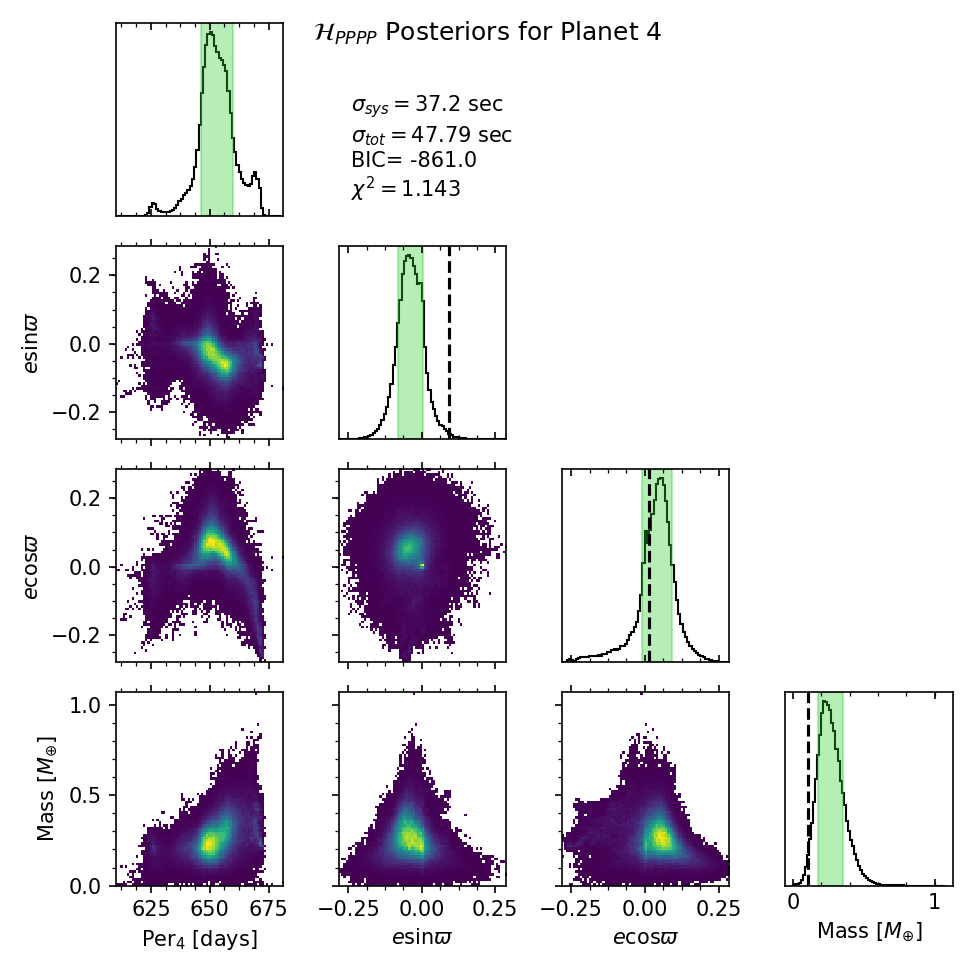 𝓗_PPPP Posteriors for Planet 4
σ_sys = 37.2 sec
σ_tot = 47.79 sec
BIC= -861.0
χ² = 1.143
esinϖ
0.2
0.0
−0.2
ecosϖ
0.2
0.0
−0.2
Mass [M⊕]
1.0
0.5
0.0
625 650 675
−0.25 0.00 0.25
−0.25 0.00 0.25
0 1
Per₄ [days]
esinϖ
ecosϖ
Mass [M⊕]